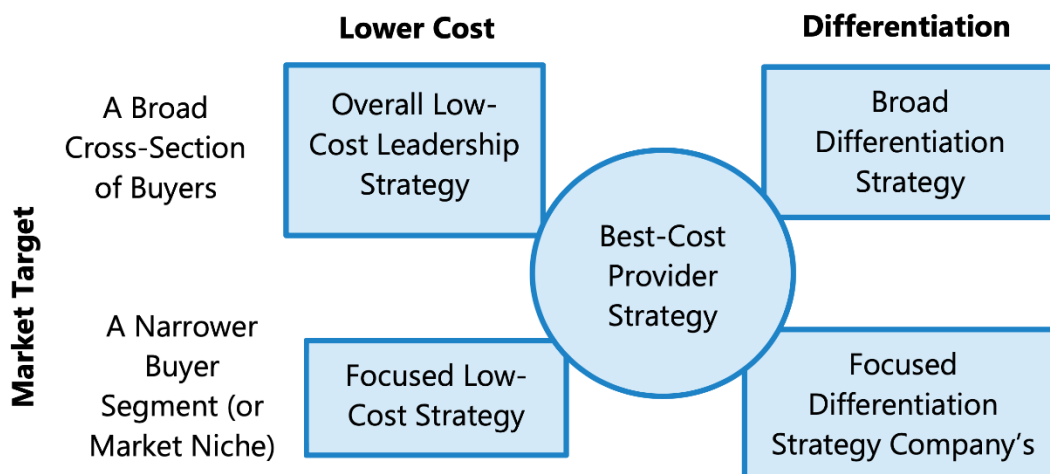 Lower Cost
Differentiation
Market Target
A Broad
Cross-Section
of Buyers
Overall Low-
Cost Leadership
Strategy
Broad
Differentiation
Strategy
Best-Cost
Provider
Strategy
A Narrower
Buyer
Segment (or
Market Niche)
Focused Low-
Cost Strategy
Focused
Differentiation
Strategy Company's